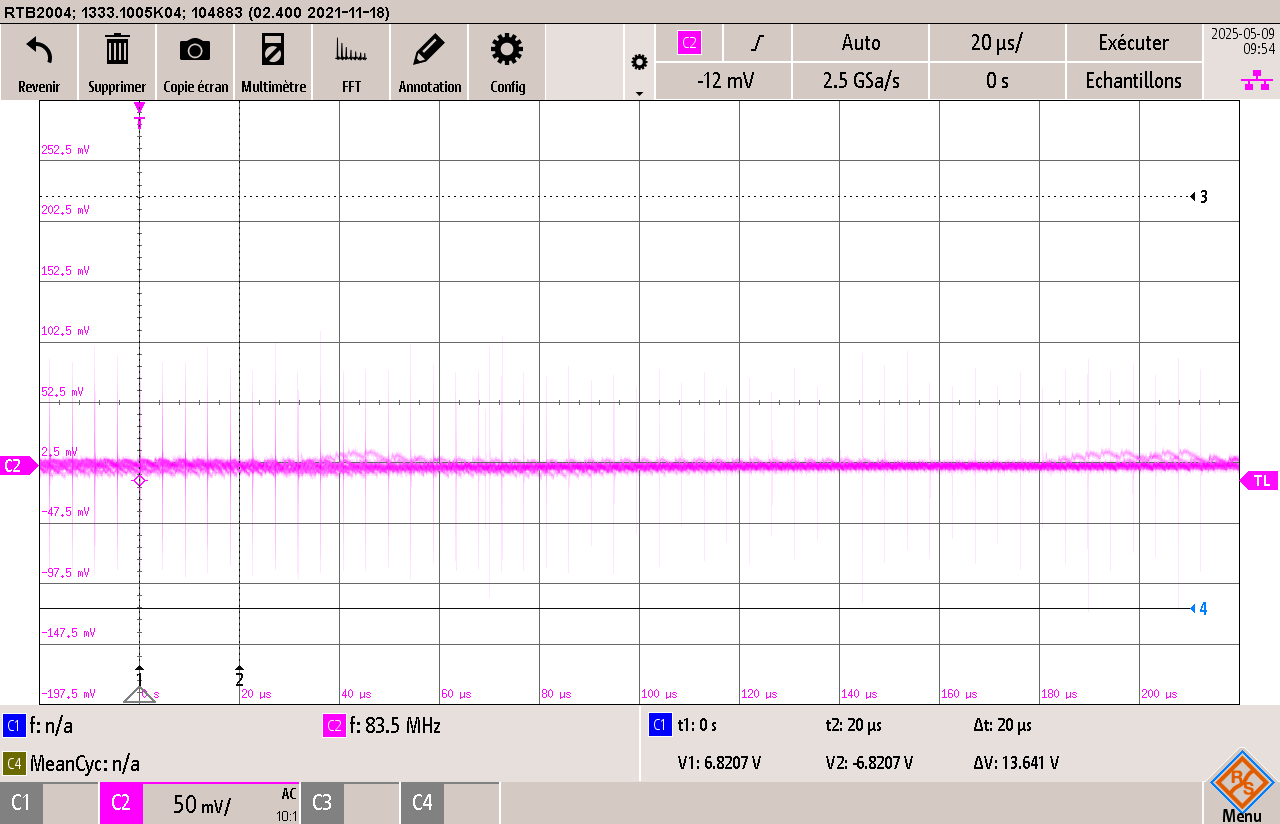 RTB2004; 1333.1005K04; 104883 (02.400 2021-11-18)
Revenir Supprimer Copie écran Multimètre FFT Annotation Config
C2 Auto 20 µs/ Exécuter
-12 mV 2.5 GSa/s 0 s Echantillons
2025-05-09
09:54
T
252.5 mV
3
202.5 mV
152.5 mV
102.5 mV
52.5 mV
2.5 mV
C2
TL
-47.5 mV
-97.5 mV
4
-147.5 mV
1 2
-197.5 mV 0 s 20 µs 40 µs 60 µs 80 µs 100 µs 120 µs 140 µs 160 µs 180 µs 200 µs
C1 f: n/a C2 f: 83.5 MHz C1 t1: 0 s t2: 20 µs Δt: 20 µs
C4 MeanCyc: n/a V1: 6.8207 V V2: -6.8207 V ΔV: 13.641 V
C1 C2 50 mV/ AC 10:1 C3 C4
R S
Menu